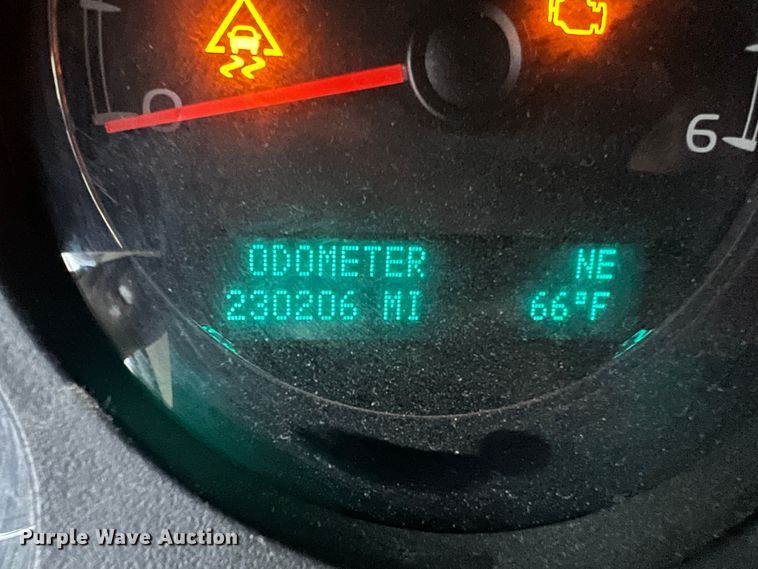 0
6
ODOMETER NE
230206 MI 66°F
Purple Wave Auction